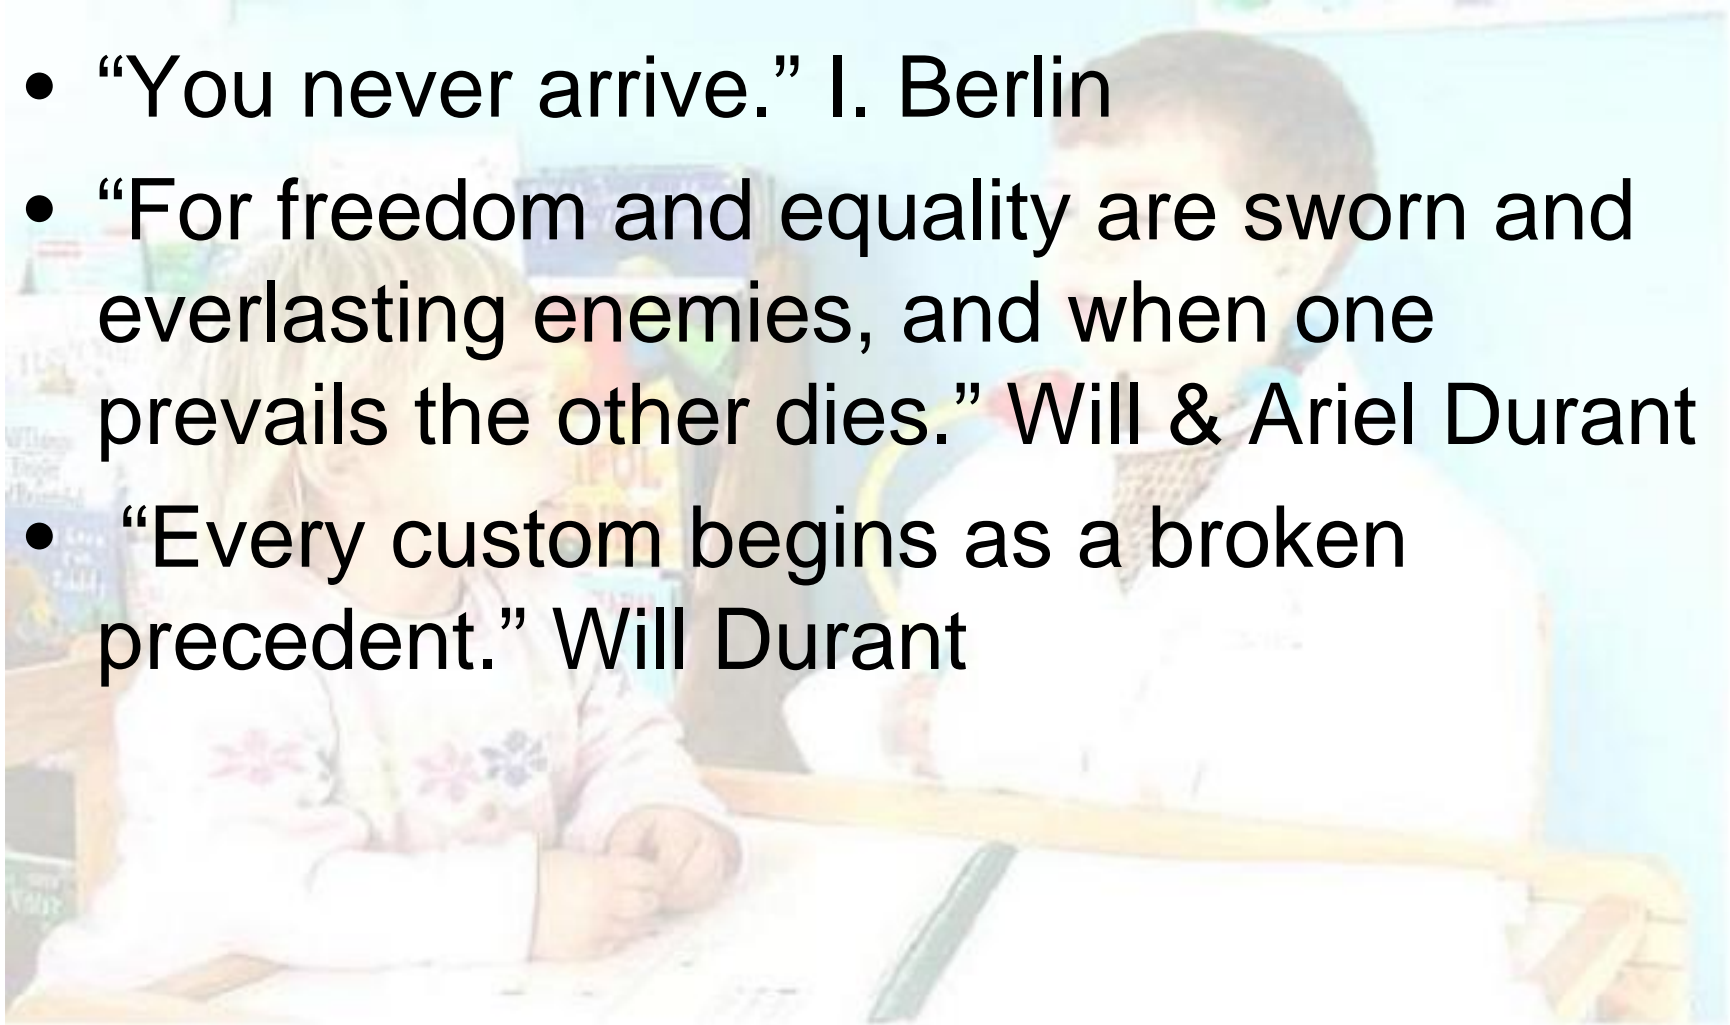 • “You never arrive.” I. Berlin
• “For freedom and equality are sworn and
everlasting enemies, and when one
prevails the other dies.” Will & Ariel Durant
• “Every custom begins as a broken
precedent.” Will Durant